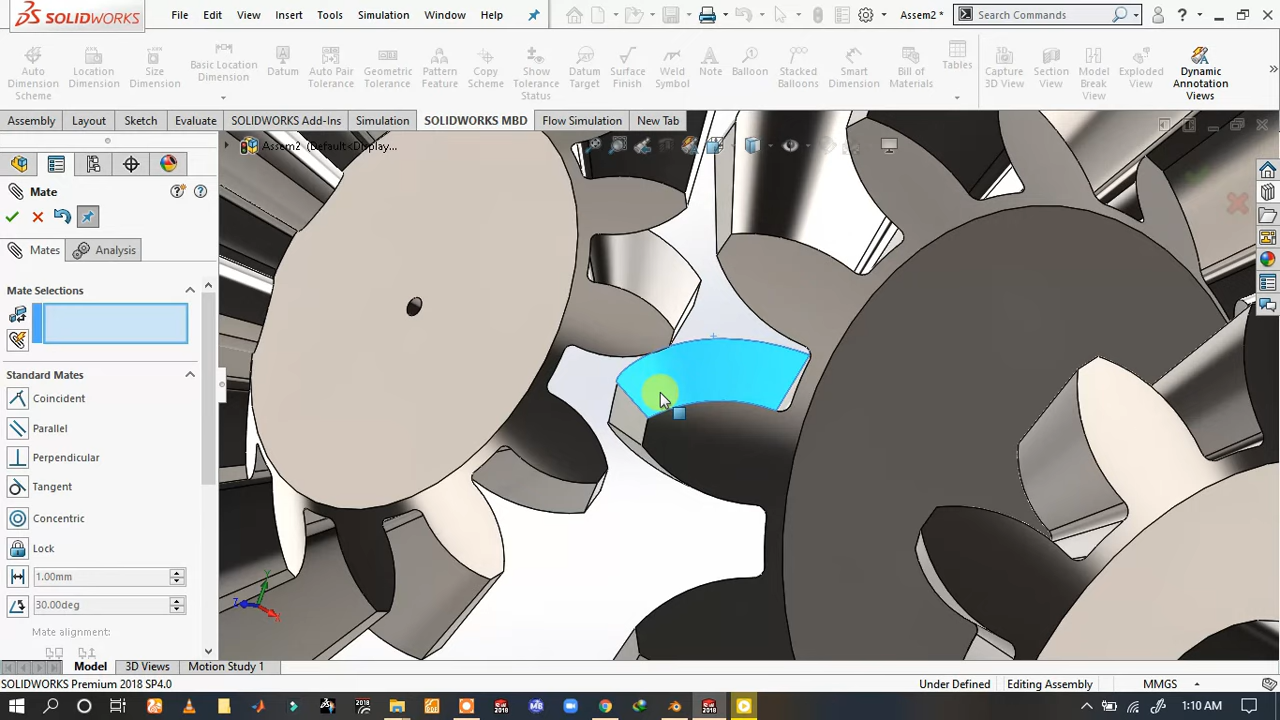 SOLIDWORKS File Edit View Insert Tools Simulation Window Help Assem2 * Search Commands
Auto Dimension Scheme
Location Dimension
Size Dimension
Basic Location Dimension
Datum
Auto Pair Tolerance
Geometric Tolerance
Pattern Feature
Copy Scheme
Show Tolerance Status
Datum Target
Surface Finish
Weld Symbol
Note
Balloon
Stacked Balloons
Smart Dimension
Bill of Materials
Tables
Capture 3D View
Section View
Model Break View
Exploded View
Dynamic Annotation Views
Assembly Layout Sketch Evaluate SOLIDWORKS Add-Ins Simulation SOLIDWORKS MBD Flow Simulation New Tab
Assem2 (Default<Display...
Mate
Mates Analysis
Mate Selections
Standard Mates
Coincident
Parallel
Perpendicular
Tangent
Concentric
Lock
1.00mm
30.00deg
Mate alignment:
Y
Z
X
Model 3D Views Motion Study 1
SOLIDWORKS Premium 2018 SP4.0 Under Defined Editing Assembly MMGS
1:10 AM